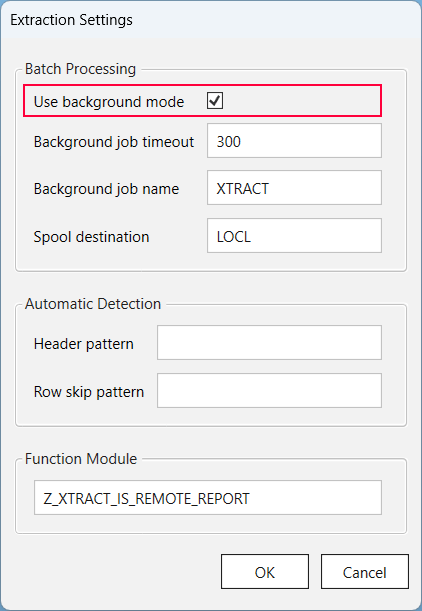 Extraction Settings
Batch Processing
Use background mode
Background job timeout 300
Background job name XTRACT
Spool destination LOCL
Automatic Detection
Header pattern
Row skip pattern
Function Module
Z_XTRACT_IS_REMOTE_REPORT
OK Cancel